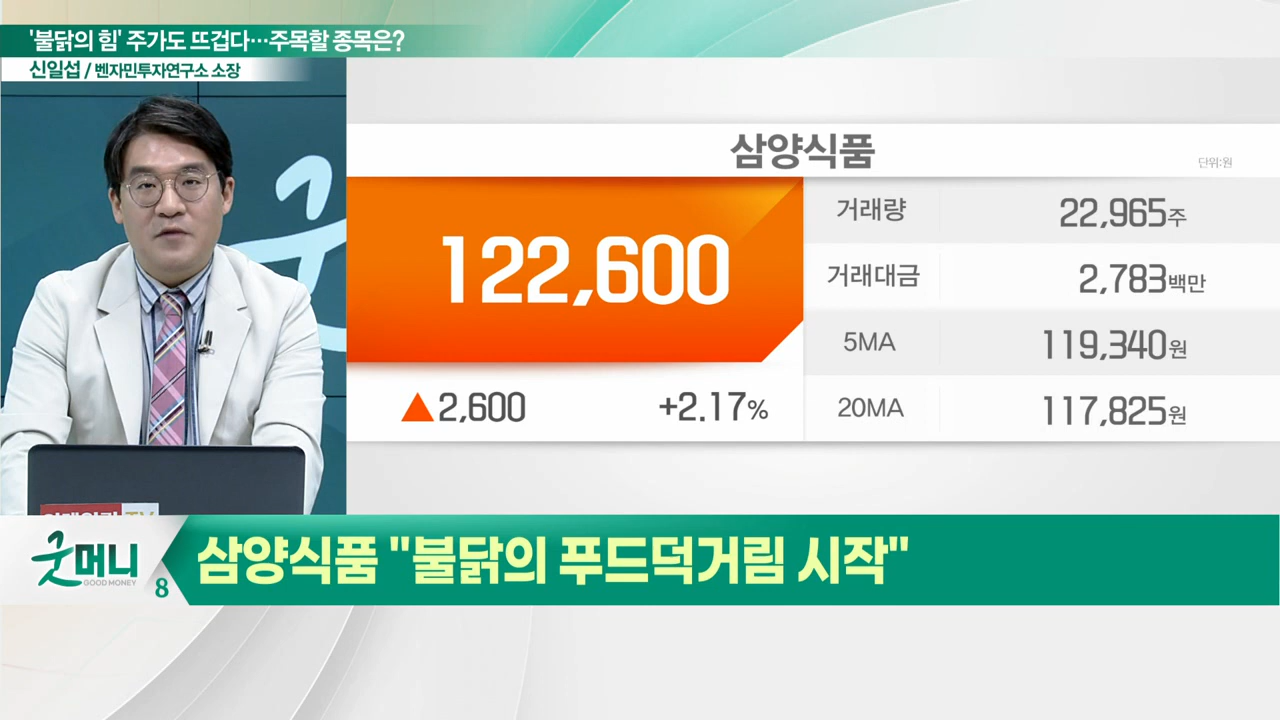 '불닭의 힘' 주가도 뜨겁다…주목할 종목은?
신일섭 / 벤자민투자연구소 소장
삼양식품
단위:원
122,600
▲2,600 +2.17%
거래량 22,965주
거래대금 2,783백만
5MA 119,340원
20MA 117,825원
굿머니
GOOD MONEY
8
삼양식품 "불닭의 푸드덕거림 시작"